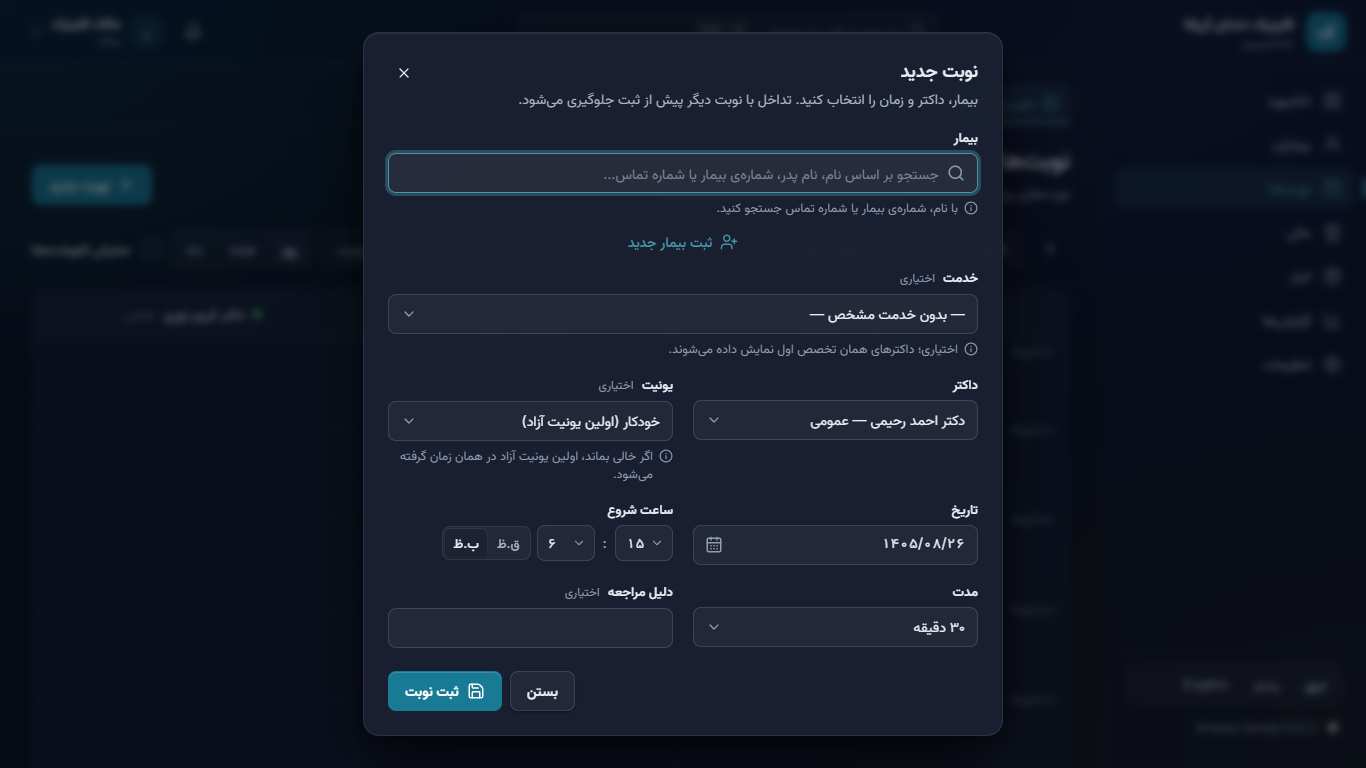 نوبت جدید
بیمار، داکتر و زمان را انتخاب کنید. تداخل با نوبت دیگر پیش از ثبت جلوگیری می‌شود.
بیمار
جستجو بر اساس نام، نام پدر، شماره‌ی بیمار یا شماره تماس...
با نام، شماره‌ی بیمار یا شماره تماس جستجو کنید.
ثبت بیمار جدید
خدمت اختیاری
— بدون خدمت مشخص —
اختیاری؛ داکترهای همان تخصص اول نمایش داده می‌شوند.
داکتر
دکتر احمد رحیمی — عمومی
یونیت اختیاری
خودکار (اولین یونیت آزاد)
اگر خالی بماند، اولین یونیت آزاد در همان زمان گرفته
می‌شود.
تاریخ
۱۴۰۵/۰۸/۲۶
ساعت شروع
۱۵ : ۶ ق.ظ ب.ظ
مدت
۳۰ دقیقه
دلیل مراجعه اختیاری
بستن
ثبت نوبت